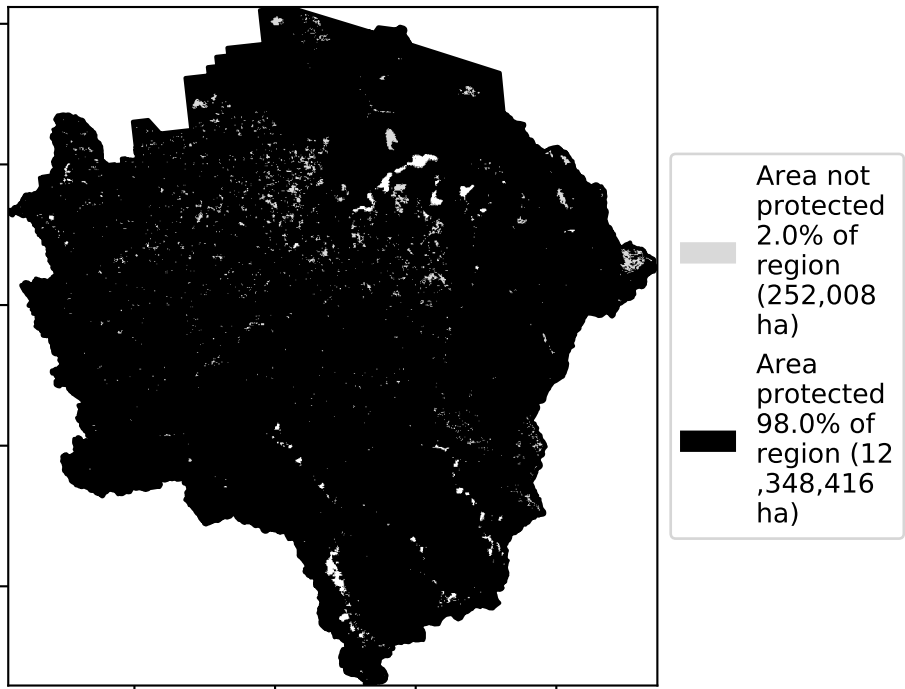 Area not
protected
2.0% of
region
(252,008
ha)
Area
protected
98.0% of
region (12
,348,416
ha)